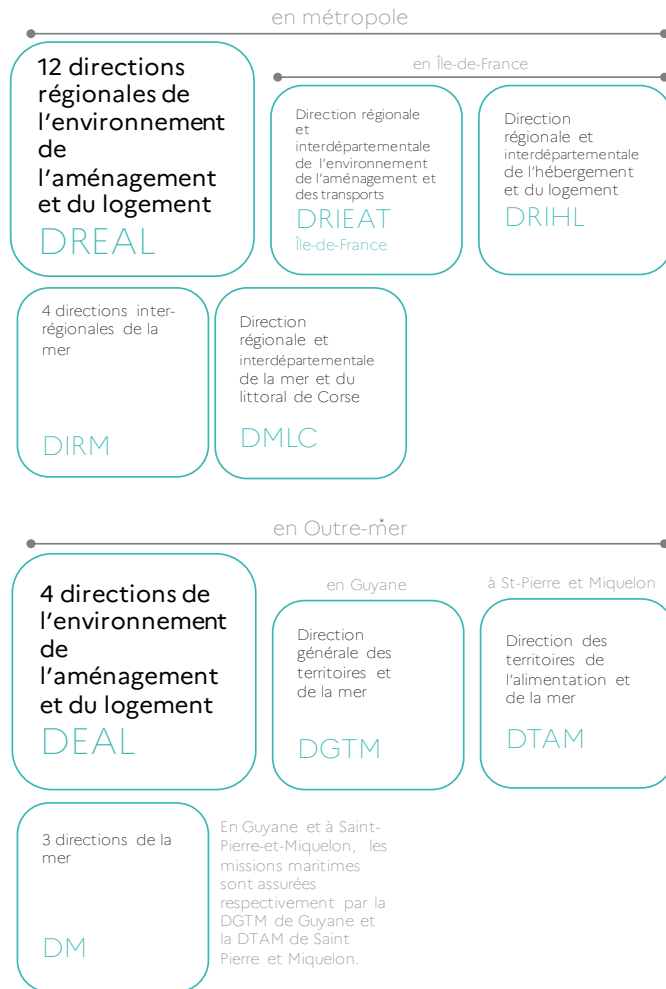 en métropole
12 directions
régionales de
l'environnement
de
l'aménagement
et du logement
DREAL
en Île-de-France
Direction régionale
et
interdépartementale
de l'environnement
de l'aménagement et
des transports
DRIEAT
Île-de-France
Direction
régionale et
interdépartementale
de l'hébergement
et du logement
DRIHL
4 directions inter-
régionales de la
mer
DIRM
Direction
régionale et
interdépartementale
de la mer et du
littoral de Corse
DMLC
en Outre-mer*
4 directions de
l'environnement
de
l'aménagement
et du logement
DEAL
en Guyane
Direction
générale des
territoires et
de la mer
DGTM
à St-Pierre et Miquelon
Direction des
territoires de
l'alimentation et
de la mer
DTAM
3 directions de la
mer
DM
En Guyane et à Saint-
Pierre-et-Miquelon, les
missions maritimes
sont assurées
respectivement par la
DGTM de Guyane et
la DTAM de Saint
Pierre et Miquelon.